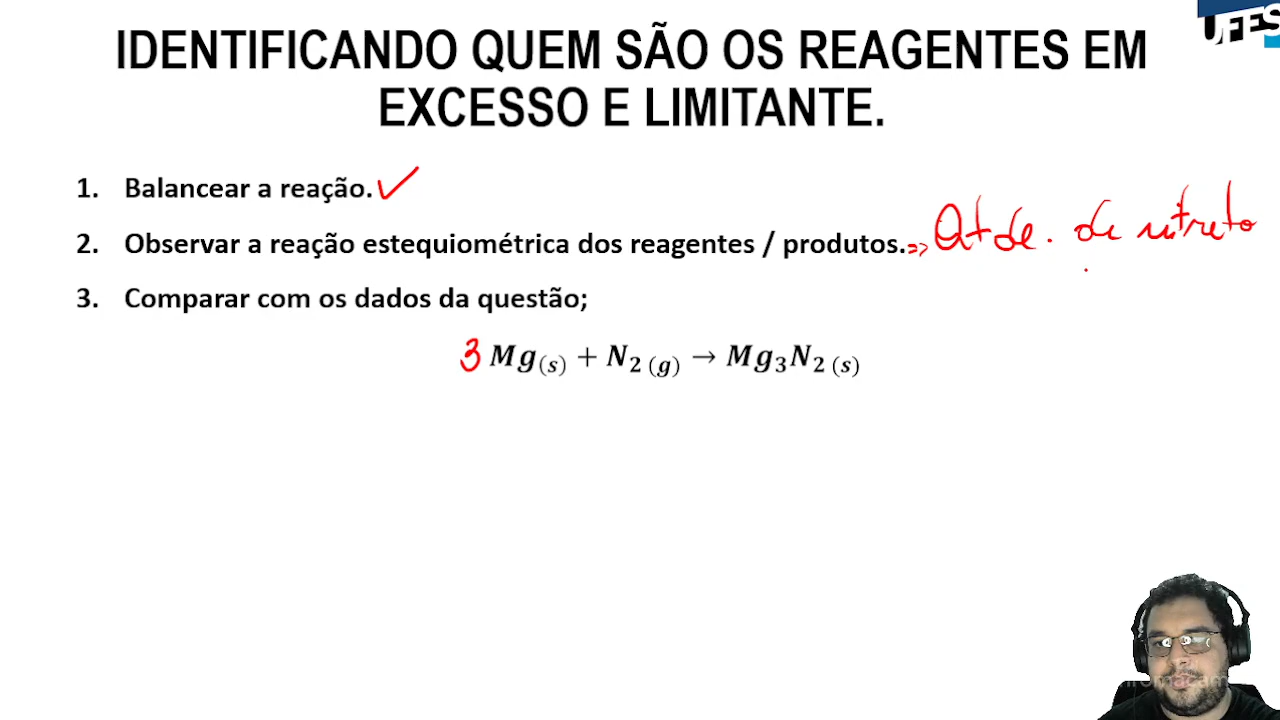 UFES
IDENTIFICANDO QUEM SÃO OS REAGENTES EM
EXCESSO E LIMITANTE.
1. Balancear a reação. ✓
2. Observar a reação estequiométrica dos reagentes / produtos. => Qtde. de nitreto
3. Comparar com os dados da questão;
3 Mg(s) + N2 (g) → Mg3N2 (s)